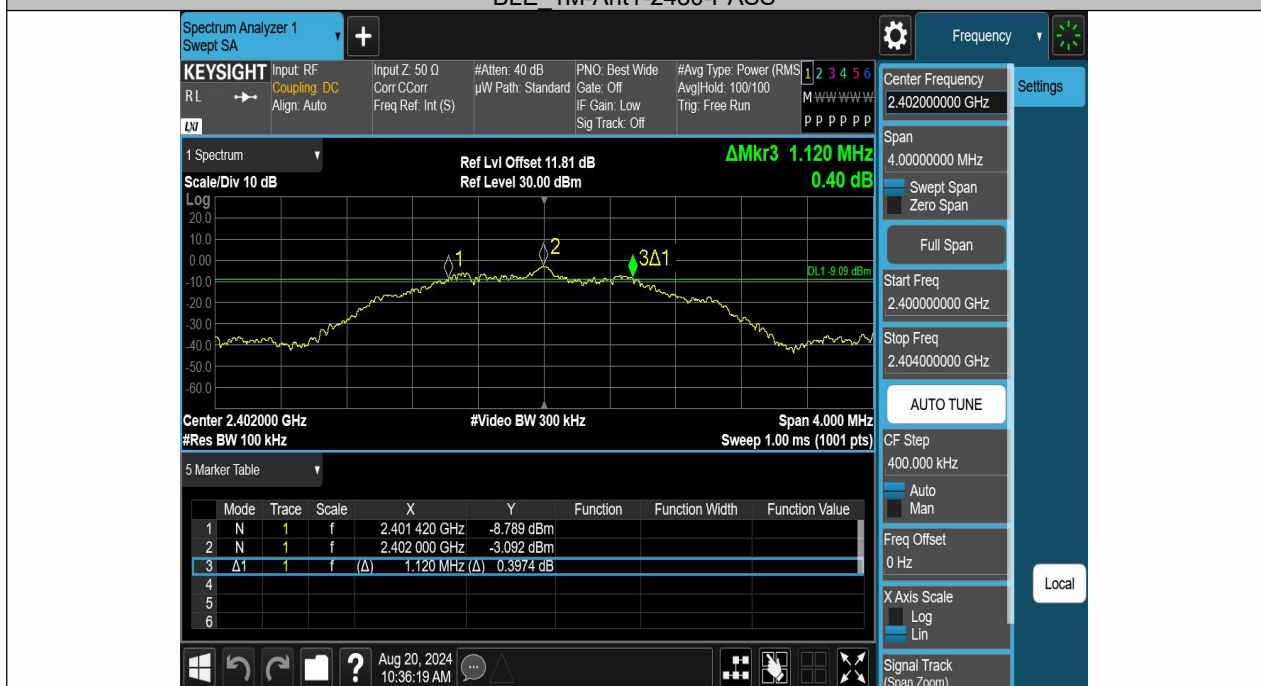 BLE_1M-Ant1-2480-PASS
Spectrum Analyzer 1
Swept SA
Frequency
KEYSIGHT
RL
LXI
Input: RF
Coupling: DC
Align: Auto
Input Z: 50 Ω
Corr CCorr
Freq Ref: Int (S)
#Atten: 40 dB
µW Path: Standard
PNO: Best Wide
Gate: Off
IF Gain: Low
Sig Track: Off
#Avg Type: Power (RMS
Avg|Hold: 100/100
Trig: Free Run
1 2 3 4 5 6
M W W W W W
P P P P P P
Center Frequency
2.402000000 GHz
Settings
Span
4.00000000 MHz
Swept Span
Zero Span
Full Span
Start Freq
2.400000000 GHz
Stop Freq
2.404000000 GHz
AUTO TUNE
CF Step
400.000 kHz
Auto
Man
Freq Offset
0 Hz
X Axis Scale
Log
Lin
Signal Track
(Span Zoom)
Local
1 Spectrum
Scale/Div 10 dB
Log
Ref Lvl Offset 11.81 dB
Ref Level 30.00 dBm
ΔMkr3 1.120 MHz
0.40 dB
20.0
10.0
0.00
-10.0
-20.0
-30.0
-40.0
-50.0
-60.0
1
2
3Δ1
DL1 -9.09 dBm
Center 2.402000 GHz
#Video BW 300 kHz
Span 4.000 MHz
#Res BW 100 kHz
Sweep 1.00 ms (1001 pts)
5 Marker Table
Mode Trace Scale X Y Function Function Width Function Value
1 N 1 f 2.401 420 GHz -8.789 dBm
2 N 1 f 2.402 000 GHz -3.092 dBm
3 Δ1 1 f (Δ) 1.120 MHz (Δ) 0.3974 dB
4
5
6
?
Aug 20, 2024
10:36:19 AM